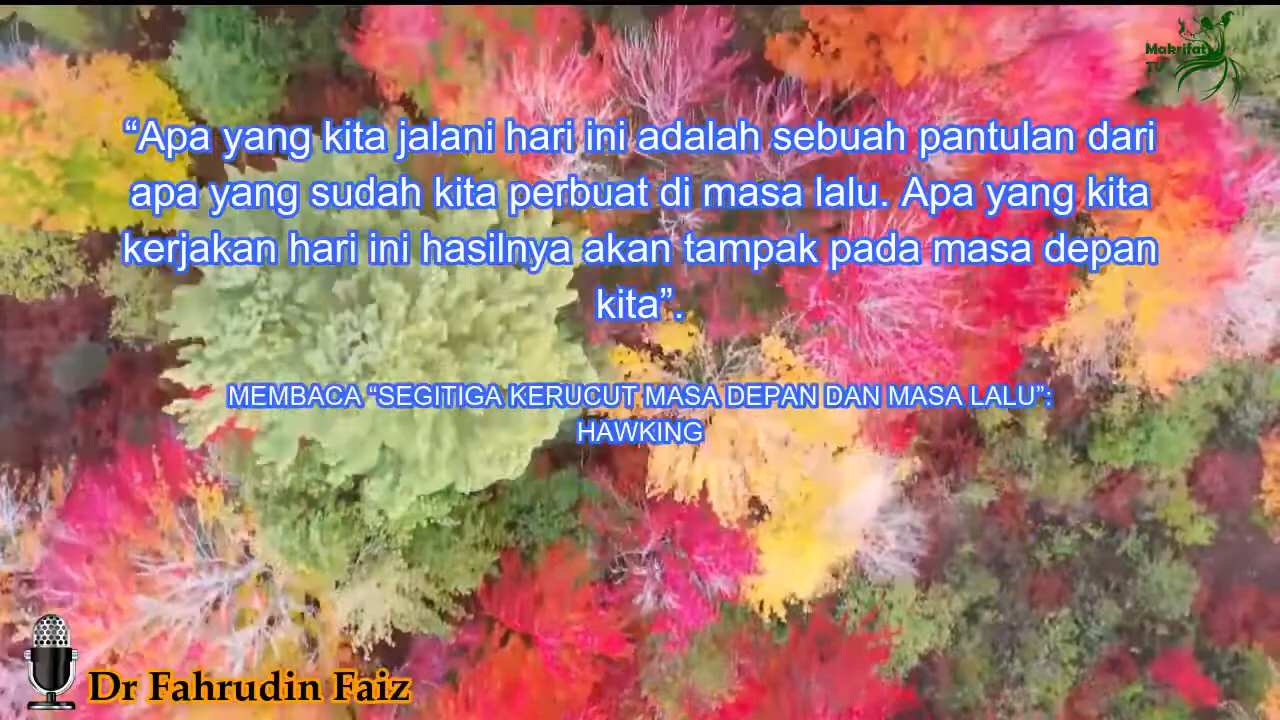 Makrifat
TV
“Apa yang kita jalani hari ini adalah sebuah pantulan dari
apa yang sudah kita perbuat di masa lalu. Apa yang kita
kerjakan hari ini hasilnya akan tampak pada masa depan
kita”.
MEMBACA “SEGITIGA KERUCUT MASA DEPAN DAN MASA LALU”:
HAWKING
Dr Fahrudin Faiz